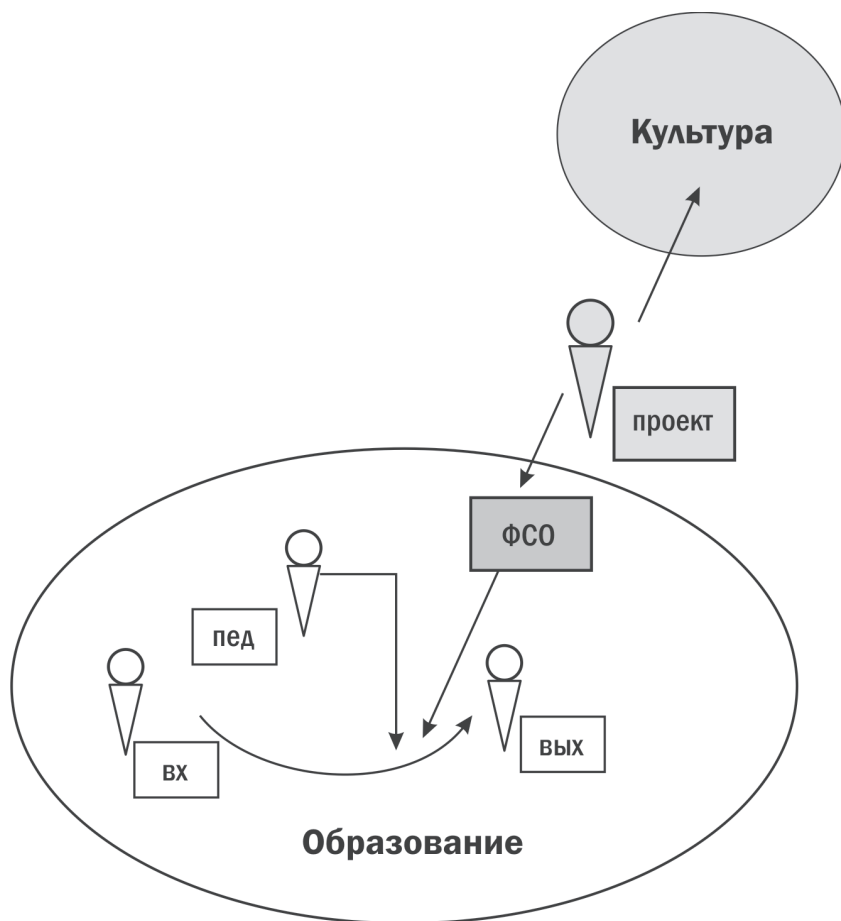 Культура
проект
ФСО
пед
вх
вых
Образование